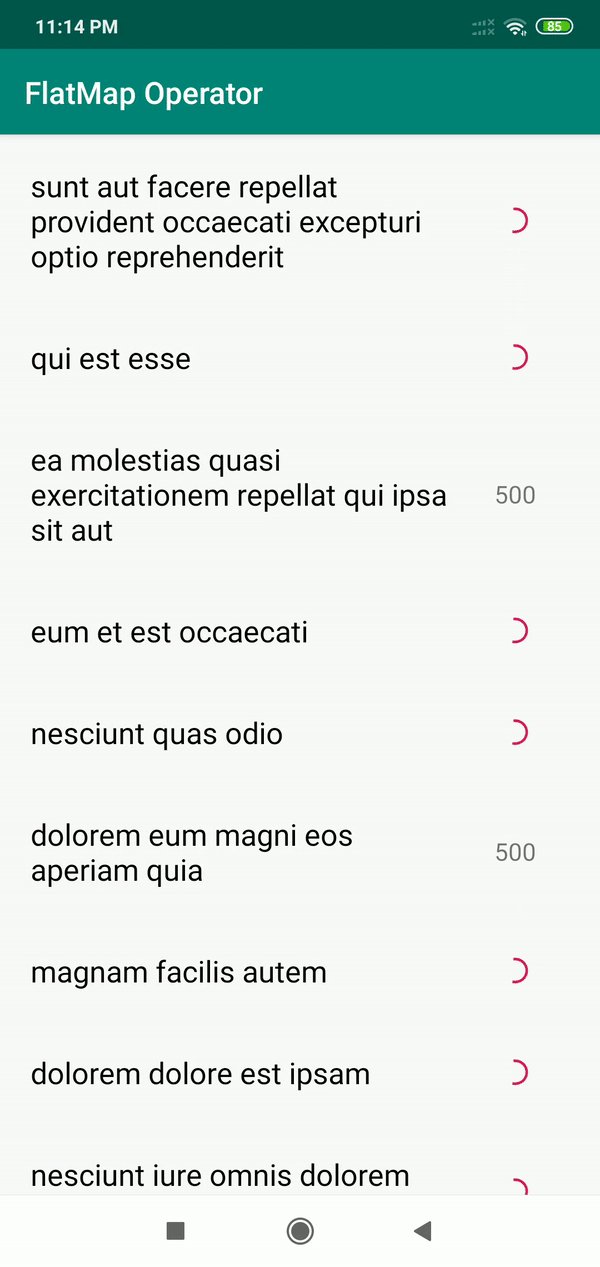 11:14 PM
85
FlatMap Operator
sunt aut facere repellat
provident occaecati excepturi
optio reprehenderit
qui est esse
ea molestias quasi
exercitationem repellat qui ipsa
500
sit aut
eum et est occaecati
nesciunt quas odio
dolorem eum magni eos
500
aperiam quia
magnam facilis autem
dolorem dolore est ipsam
nesciunt iure omnis dolorem